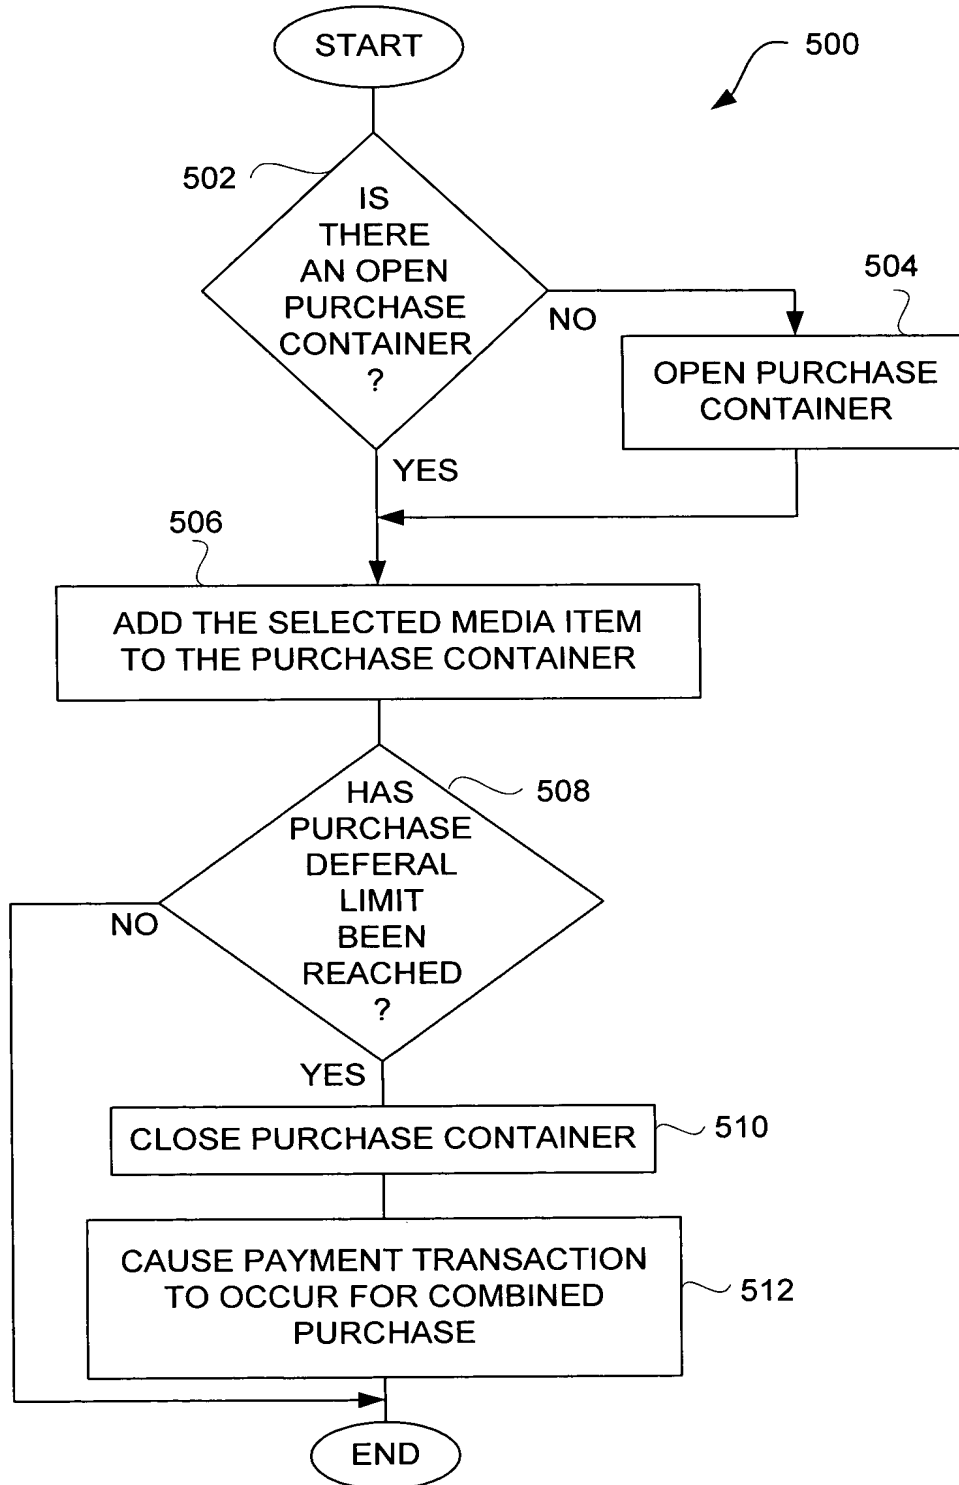 START
500
502
IS
THERE
AN OPEN
PURCHASE
CONTAINER
?
NO
504
OPEN PURCHASE
CONTAINER
YES
506
ADD THE SELECTED MEDIA ITEM
TO THE PURCHASE CONTAINER
508
HAS
PURCHASE
DEFERAL
LIMIT
BEEN
REACHED
?
NO
YES
CLOSE PURCHASE CONTAINER
510
CAUSE PAYMENT TRANSACTION
TO OCCUR FOR COMBINED
PURCHASE
512
END